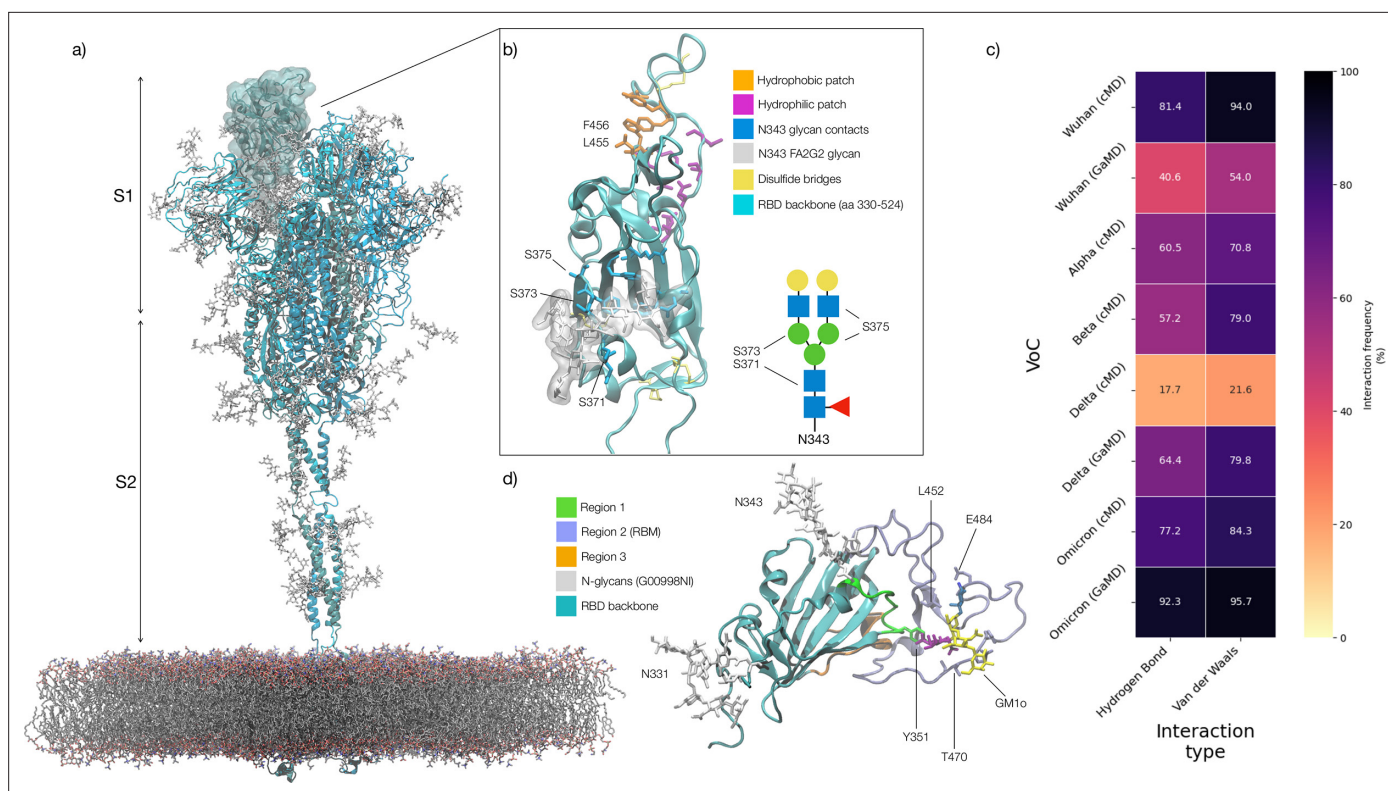 a)
S1
S2
b)
F456
L455
S375
S373
S371
Hydrophobic patch
Hydrophilic patch
N343 glycan contacts
N343 FA2G2 glycan
Disulfide bridges
RBD backbone (aa 330-524)
S373
S371
S375
N343
c)
VoC
Wuhan (cMD)
81.4
94.0
Wuhan (GaMD)
40.6
54.0
Alpha (cMD)
60.5
70.8
Beta (cMD)
57.2
79.0
Delta (cMD)
17.7
21.6
Delta (GaMD)
64.4
79.8
Omicron (cMD)
77.2
84.3
Omicron (GaMD)
92.3
95.7
Hydrogen Bond
Van der Waals
Interaction
type
100
80
60
40
20
0
Interaction frequency
(%)
d)
Region 1
Region 2 (RBM)
Region 3
N-glycans (G00998NI)
RBD backbone
N343
N331
L452
E484
GM1o
Y351
T470